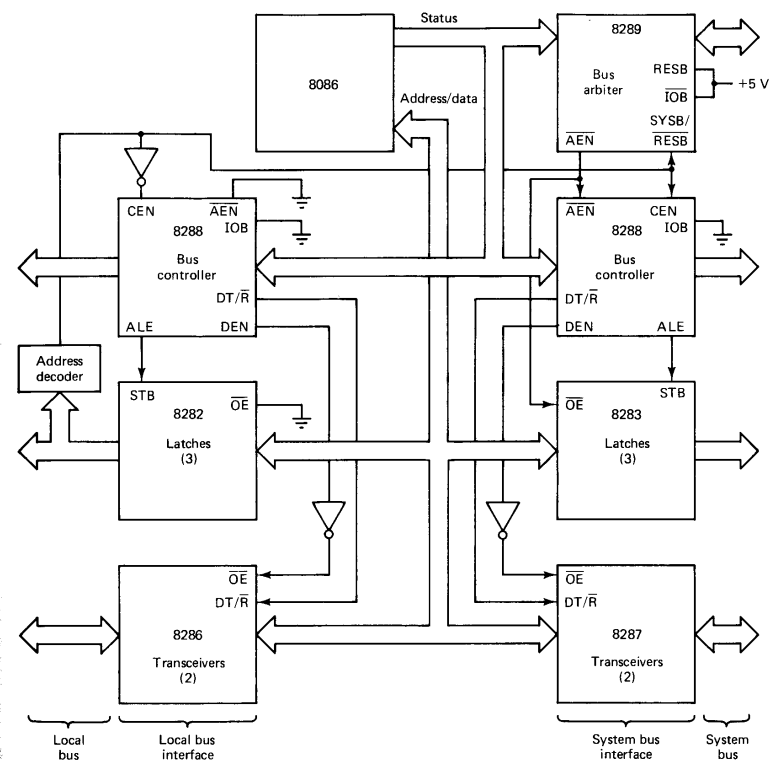 Status
8086
Address/data
8289
Bus
arbiter
RESB
IOB
+5 V
SYSB/
RESB
AEN
CEN
AEN
IOB
8288
Bus
controller
DT/R
ALE
DEN
AEN
CEN
IOB
8288
Bus
controller
DT/R
DEN
ALE
Address
decoder
STB
OE
8282
Latches
(3)
STB
OE
8283
Latches
(3)
OE
DT/R
8286
Transceivers
(2)
OE
DT/R
8287
Transceivers
(2)
Local
bus
Local bus
interface
System bus
interface
System
bus